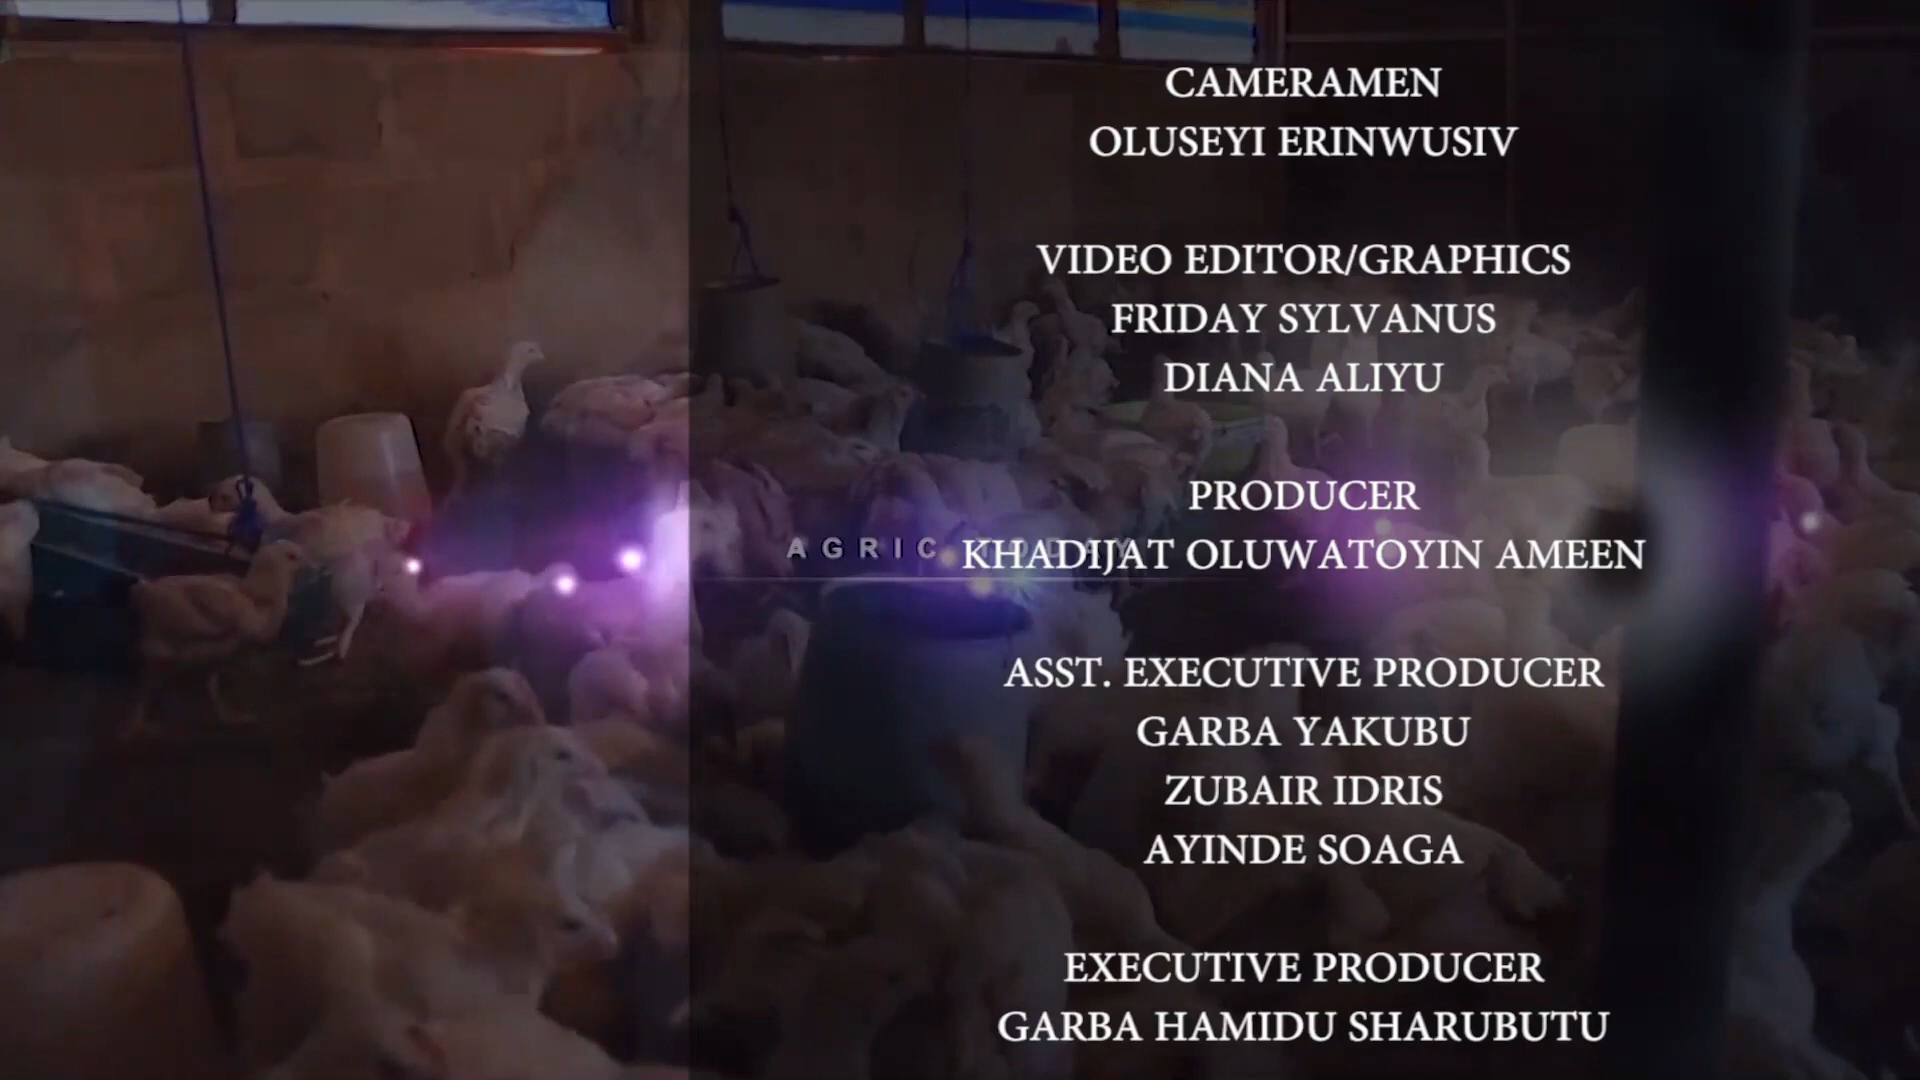 CAMERAMEN
OLUSEYI ERINWUSIV
VIDEO EDITOR/GRAPHICS
FRIDAY SYLVANUS
DIANA ALIYU
PRODUCER
AGRIC TODAY
KHADIJAT OLUWATOYIN AMEEN
ASST. EXECUTIVE PRODUCER
GARBA YAKUBU
ZUBAIR IDRIS
AYINDE SOAGA
EXECUTIVE PRODUCER
GARBA HAMIDU SHARUBUTU